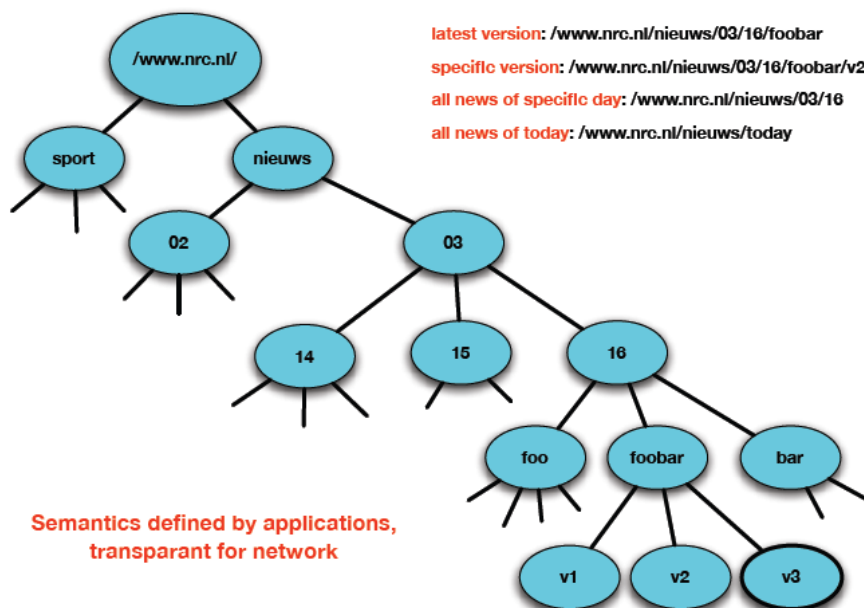 /www.nrc.nl/
latest version: /www.nrc.nl/nieuws/03/16/foobar
specific version: /www.nrc.nl/nieuws/03/16/foobar/v2
all news of specific day: /www.nrc.nl/nieuws/03/16
all news of today: /www.nrc.nl/nieuws/today
sport
nieuws
02
03
14
15
16
foo
foobar
bar
Semantics defined by applications,
transparant for network
v1
v2
v3